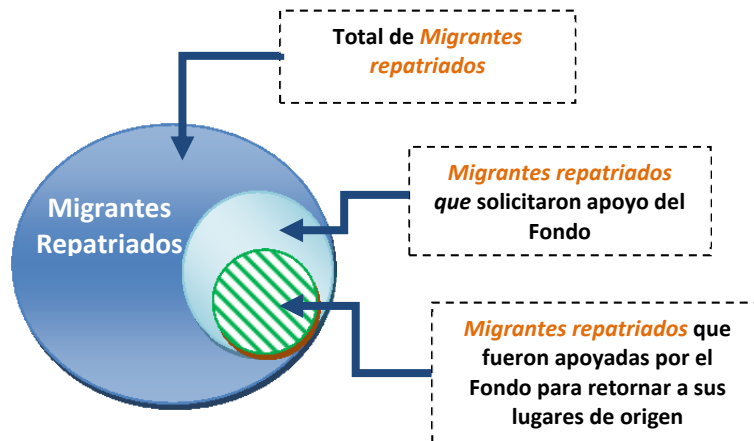 Total de Migrantes
repatriados
Migrantes
Repatriados
Migrantes repatriados
que solicitaron apoyo del
Fondo
Migrantes repatriados que
fueron apoyadas por el
Fondo para retornar a sus
lugares de origen